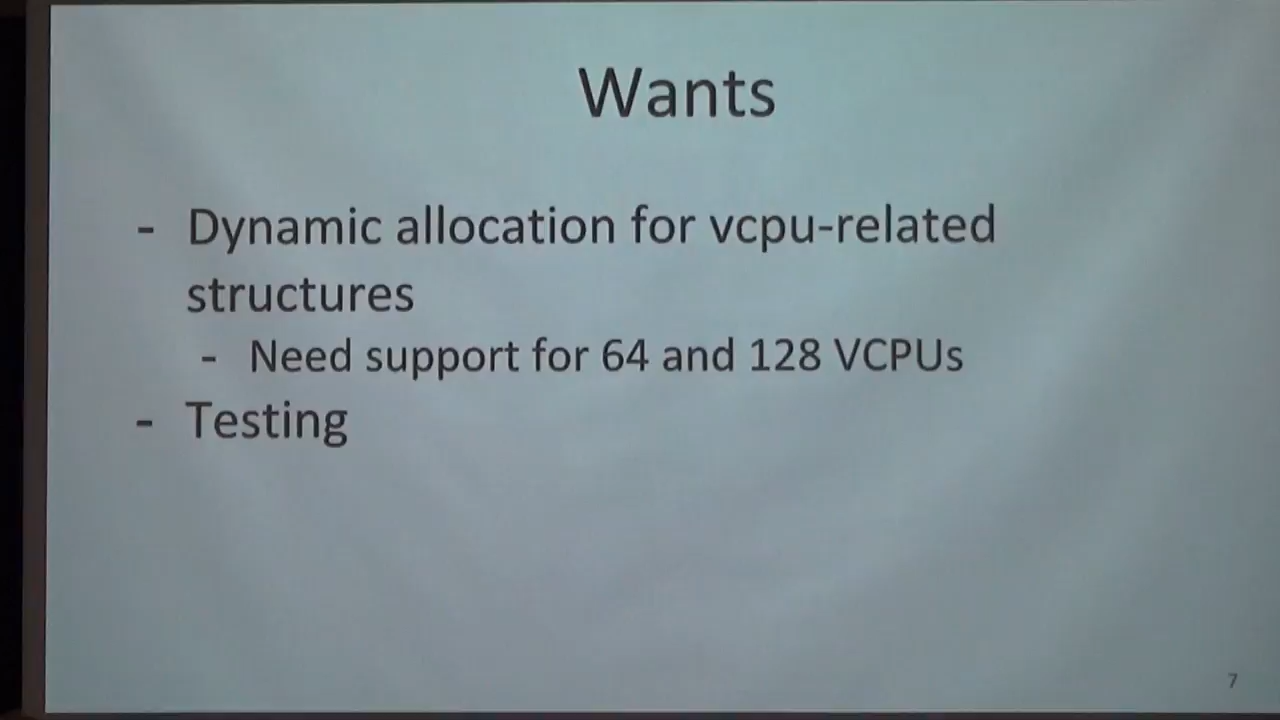 Wants
- Dynamic allocation for vcpu-related
structures
- Need support for 64 and 128 VCPUs
- Testing
7